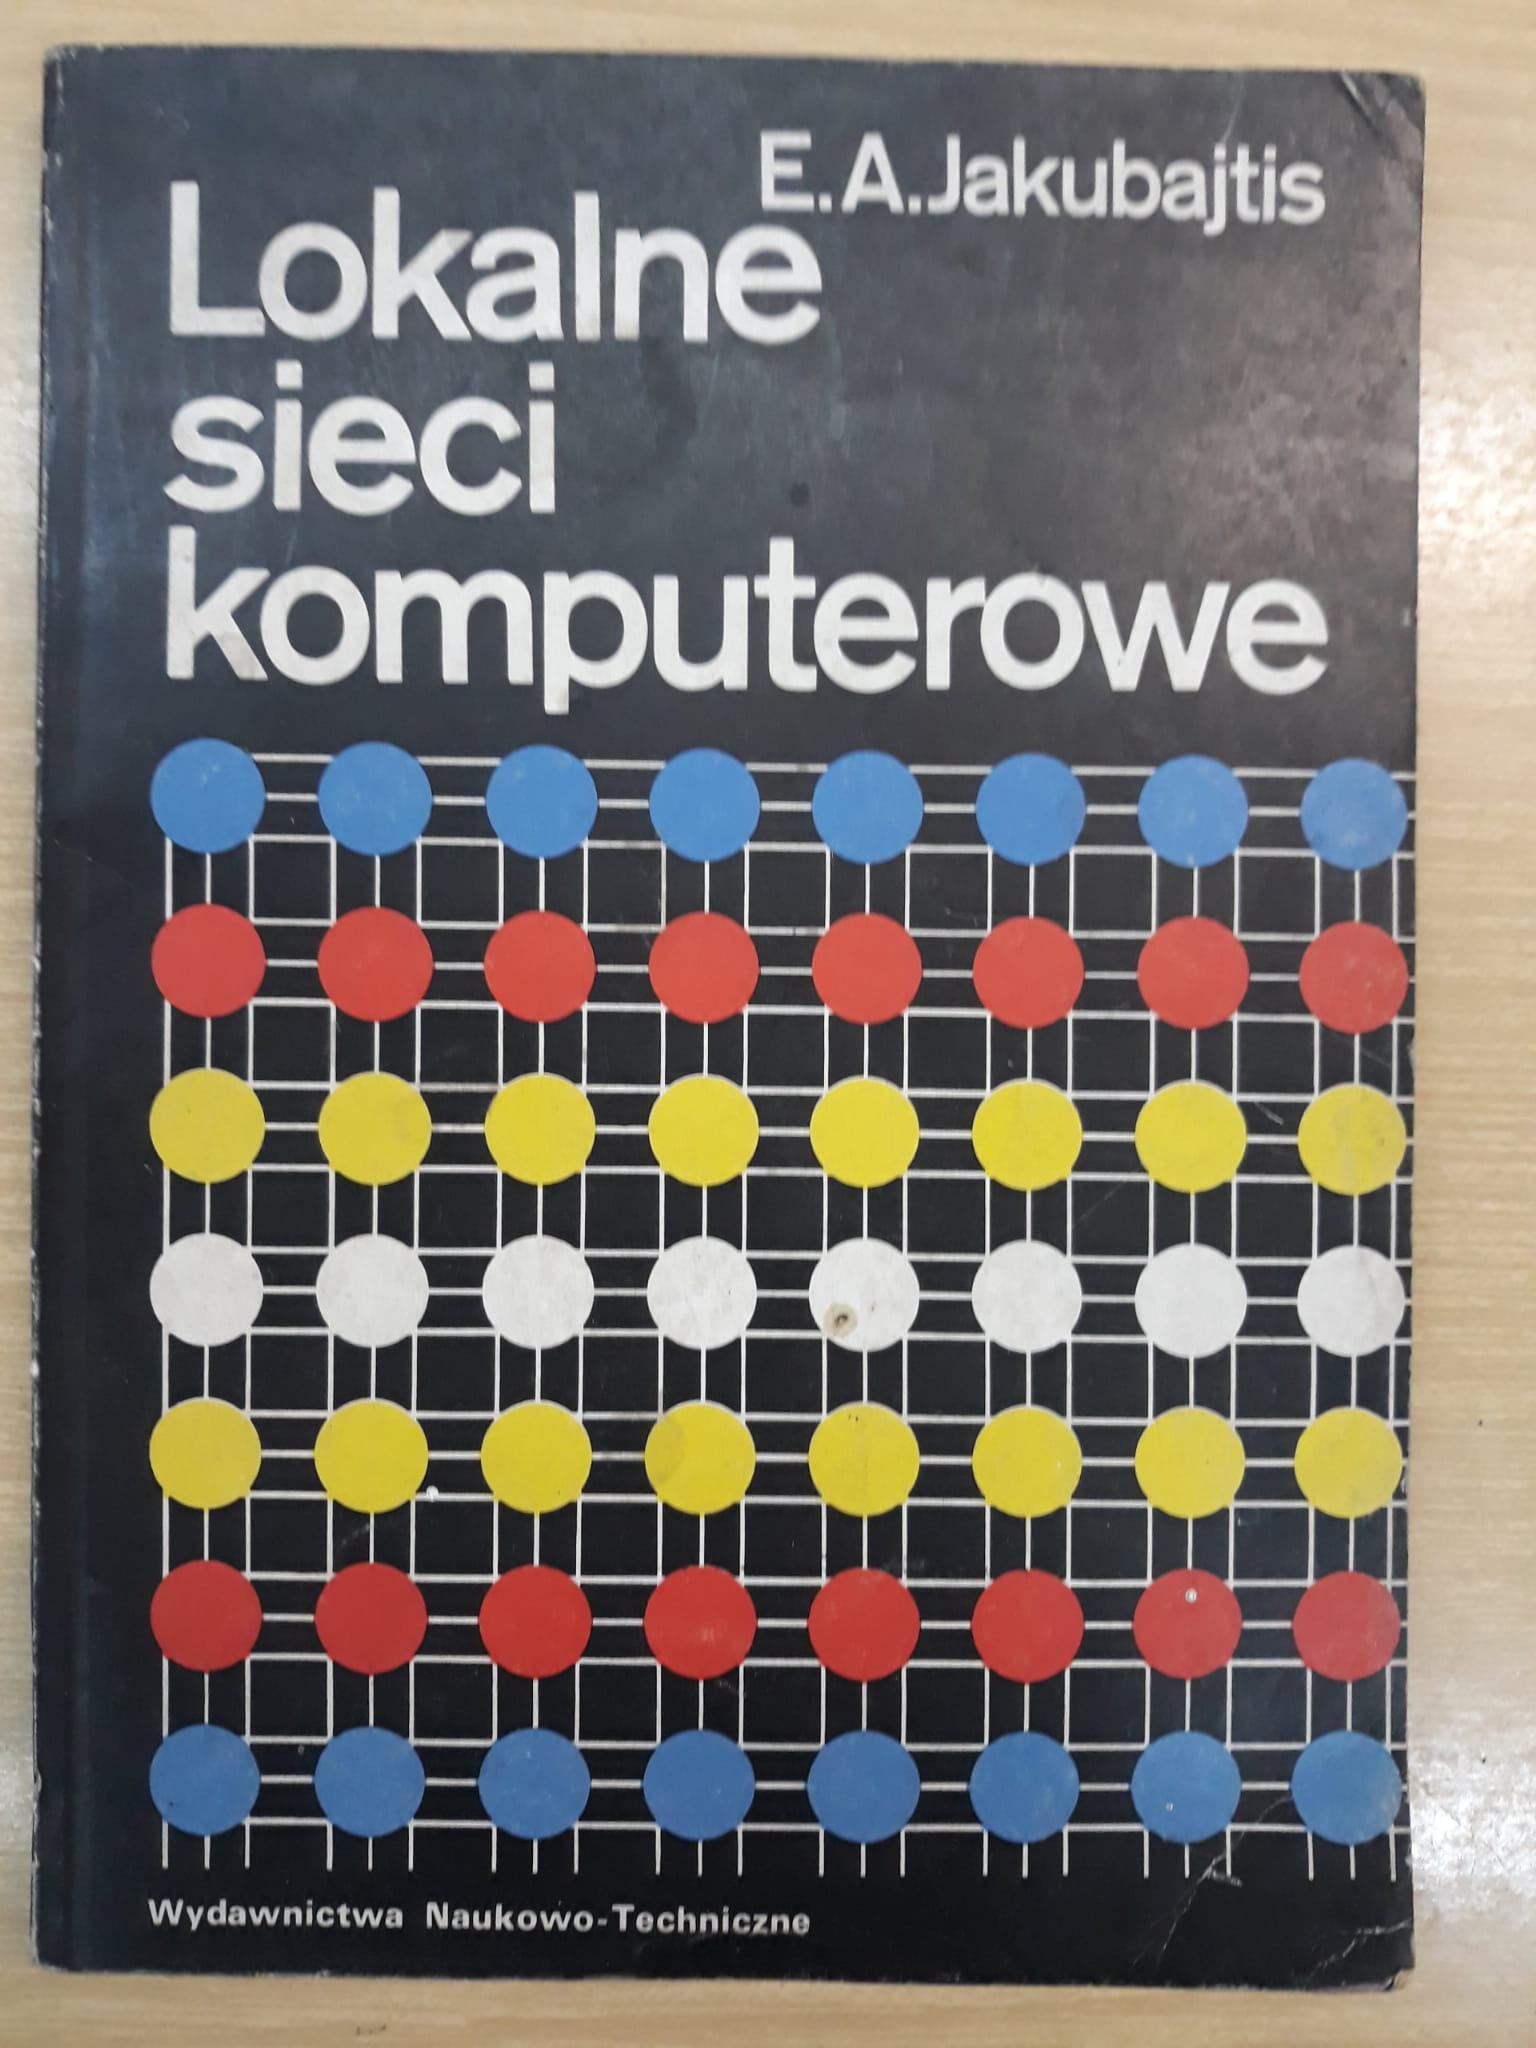 E. A. Jakubajtis
Lokalne
sieci
komputerowe
Wydawnictwa Naukowo-Techniczne